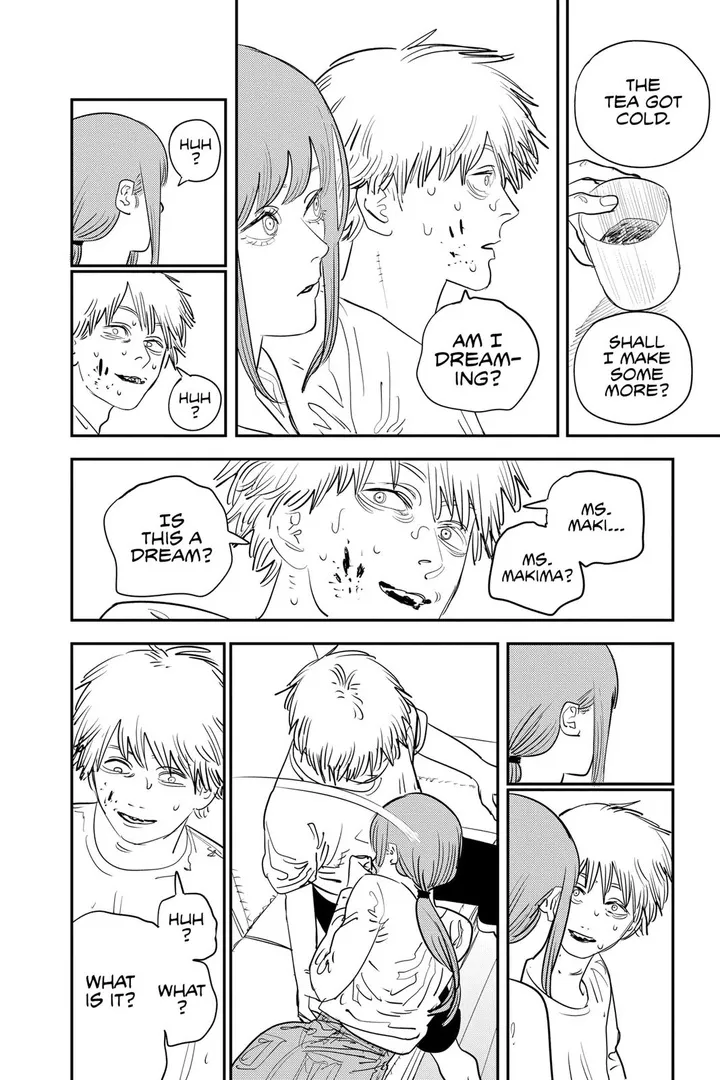 THE
TEA GOT
COLD.
SHALL
I MAKE
SOME
MORE?
AM I
DREAM-
ING?
HUH
?
HUH
?
MS.
MAKI...
MS.
MAKIMA?
IS
THIS A
DREAM?
HUH
?
WHAT
?
WHAT
IS IT?